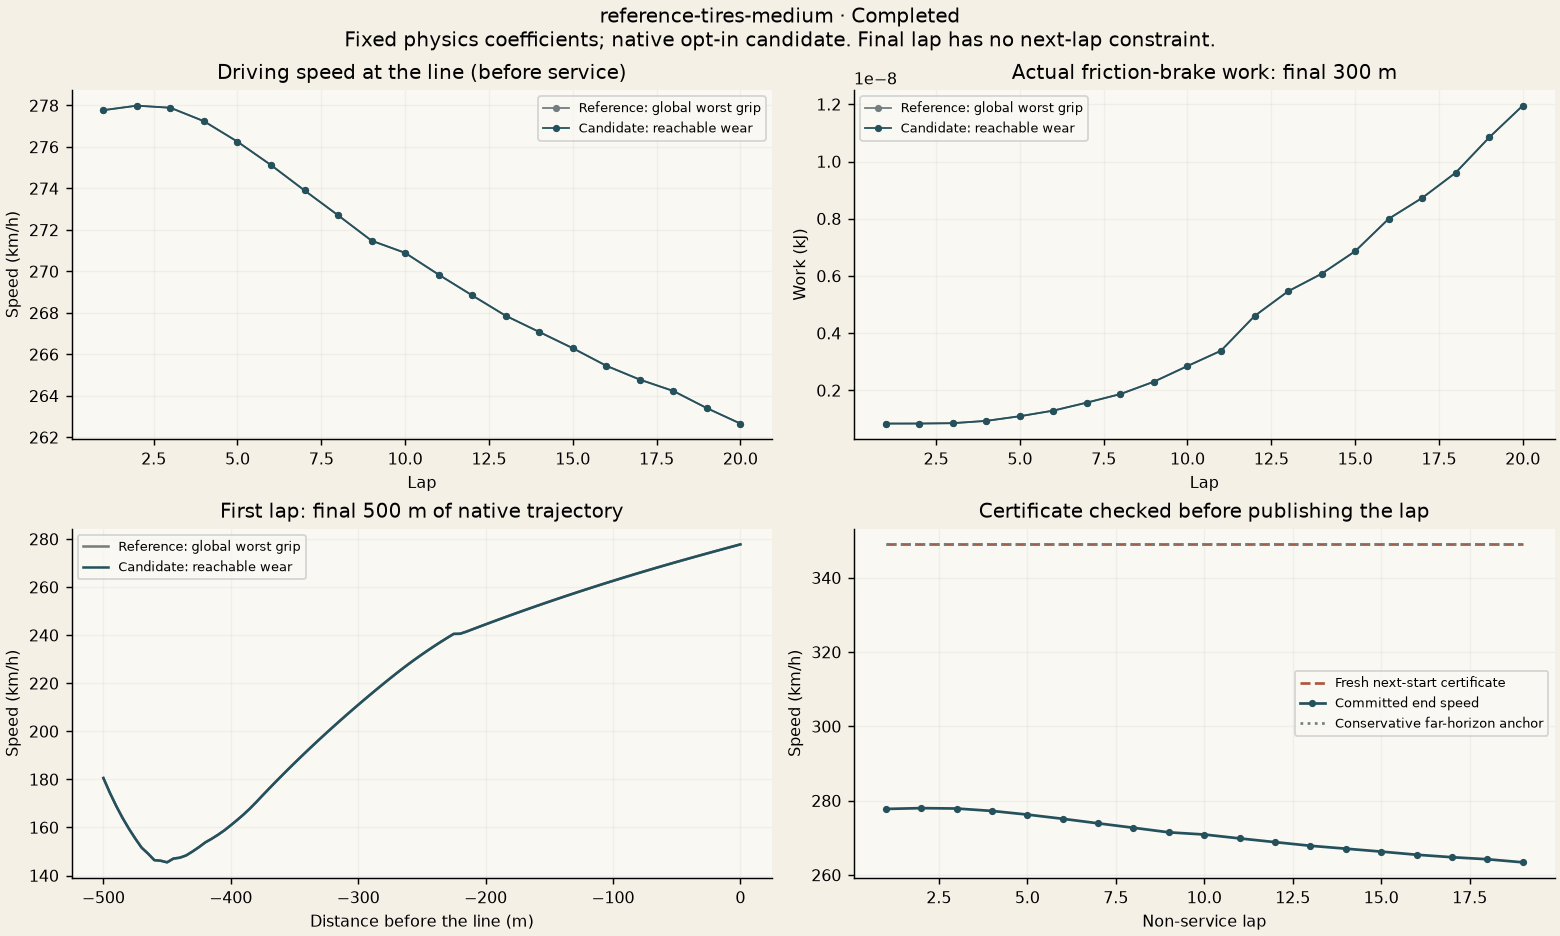 reference-tires-medium · Completed
Fixed physics coefficients; native opt-in candidate. Final lap has no next-lap constraint.
Driving speed at the line (before service)
278
276
274
272
270
268
266
264
262
Speed (km/h)
Reference: global worst grip
Candidate: reachable wear
2.5 5.0 7.5 10.0 12.5 15.0 17.5 20.0
Lap
Actual friction-brake work: final 300 m
1e−8
1.2
1.0
0.8
0.6
0.4
0.2
Work (kJ)
Reference: global worst grip
Candidate: reachable wear
2.5 5.0 7.5 10.0 12.5 15.0 17.5 20.0
Lap
First lap: final 500 m of native trajectory
280
260
240
220
200
180
160
140
Speed (km/h)
Reference: global worst grip
Candidate: reachable wear
−500 −400 −300 −200 −100 0
Distance before the line (m)
Certificate checked before publishing the lap
340
320
300
280
260
Speed (km/h)
Fresh next-start certificate
Committed end speed
Conservative far-horizon anchor
2.5 5.0 7.5 10.0 12.5 15.0 17.5
Non-service lap